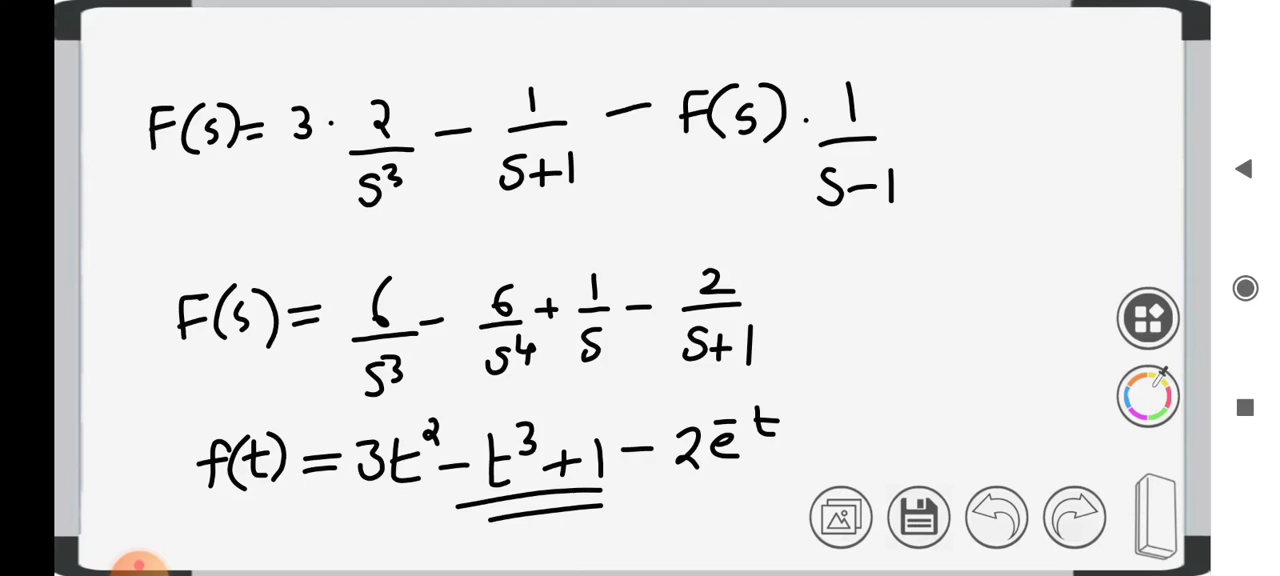 F(s)= 3 · 2/s³ − 1/(s+1) − F(s) · 1/(s−1)
F(s) = 6/s³ − 6/s⁴ + 1/s − 2/(s+1)
f(t) = 3t² − t³ + 1 − 2e⁻ᵗ